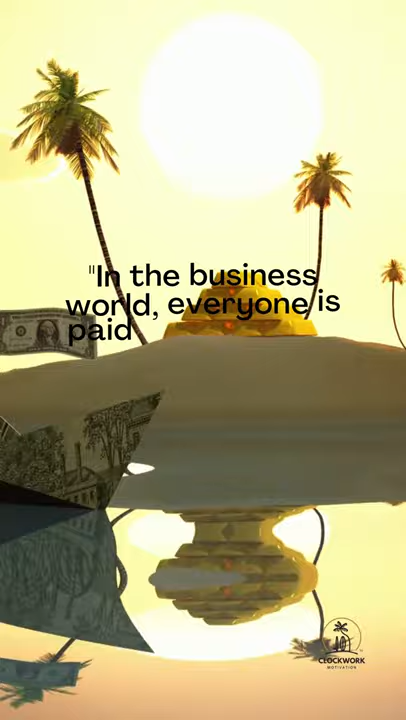 "In the business
world, everyone is
paid
CLOCKWORK
MOTIVATION